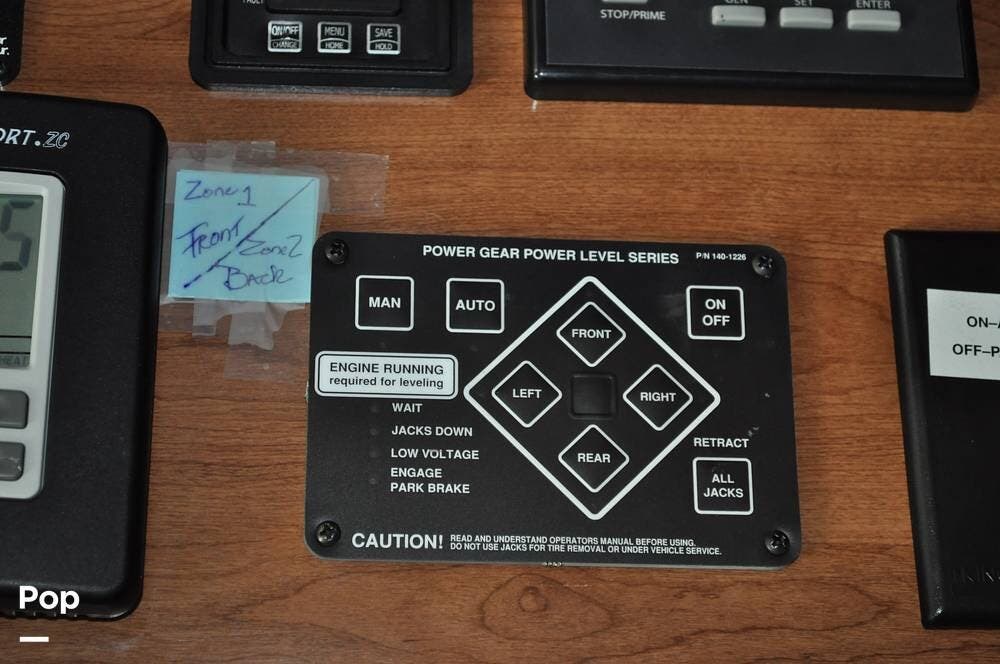 FAULT
ON/OFF
CHANGE
MENU
HOME
SAVE
HOLD
STOP/PRIME
GEN
SET
ENTER
ORT.ZC
Zone 1
Front
Zone 2
Back
5
HEAD
POWER GEAR POWER LEVEL SERIES
P/N 140-1226
MAN
AUTO
ON
OFF
FRONT
LEFT
RIGHT
REAR
ENGINE RUNNING
required for leveling
WAIT
JACKS DOWN
LOW VOLTAGE
ENGAGE
PARK BRAKE
RETRACT
ALL
JACKS
CAUTION!
READ AND UNDERSTAND OPERATORS MANUAL BEFORE USING.
DO NOT USE JACKS FOR TIRE REMOVAL OR UNDER VEHICLE SERVICE.
ON–
OFF–P
Pop